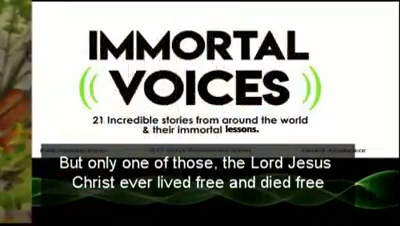 IMMORTAL
VOICES
21 Incredible stories from around the world
& their immortal lessons.
But only one of those, the Lord Jesus
Christ ever lived free and died free